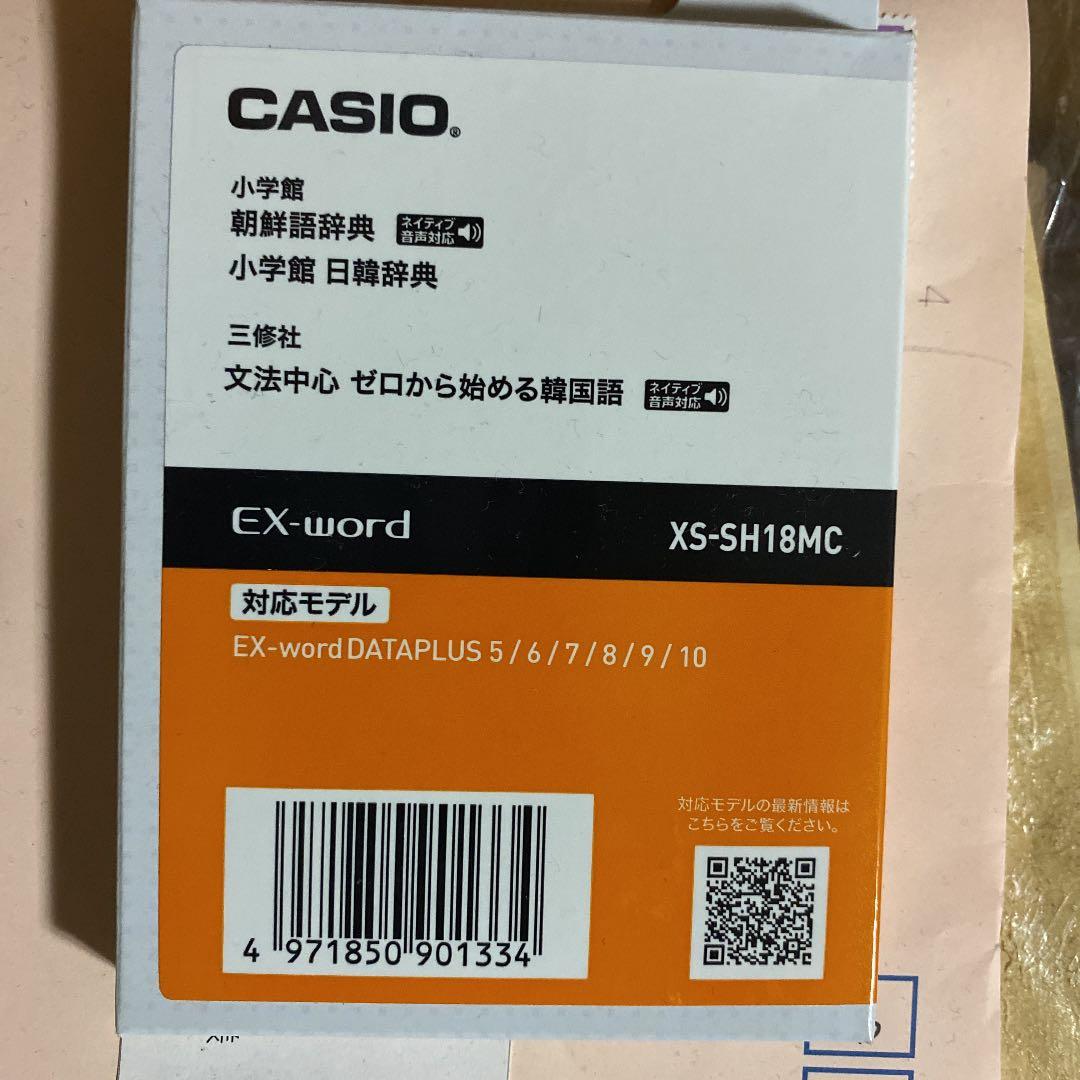 CASIO®
小学館
朝鮮語辞典 ネイティブ音声対応
小学館 日韓辞典
三修社
文法中心 ゼロから始める韓国語 ネイティブ音声対応
EX-word XS-SH18MC
対応モデル
EX-word DATAPLUS 5 / 6 / 7 / 8 / 9 / 10
対応モデルの最新情報は
こちらをご覧ください。
4 971850 901334
4